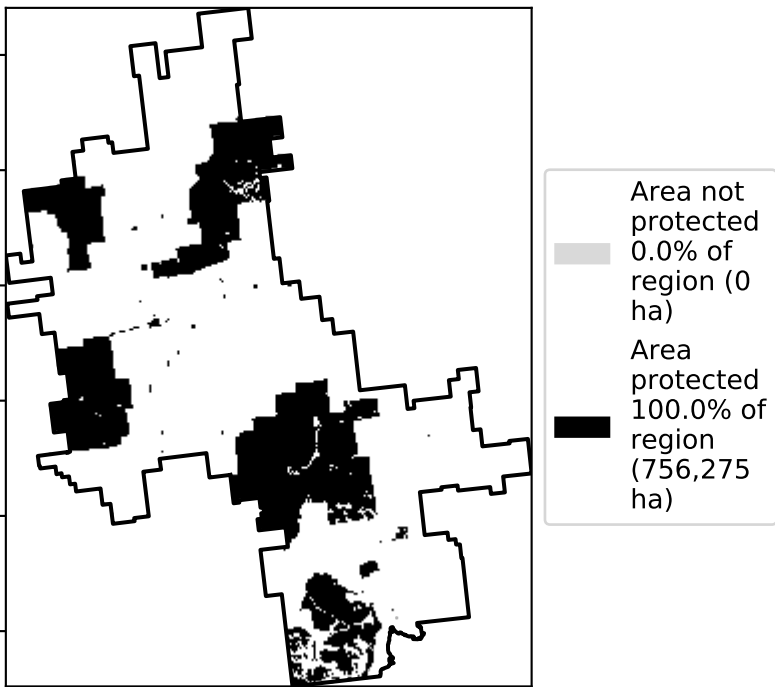 Area not
protected
0.0% of
region (0
ha)
Area
protected
100.0% of
region
(756,275
ha)